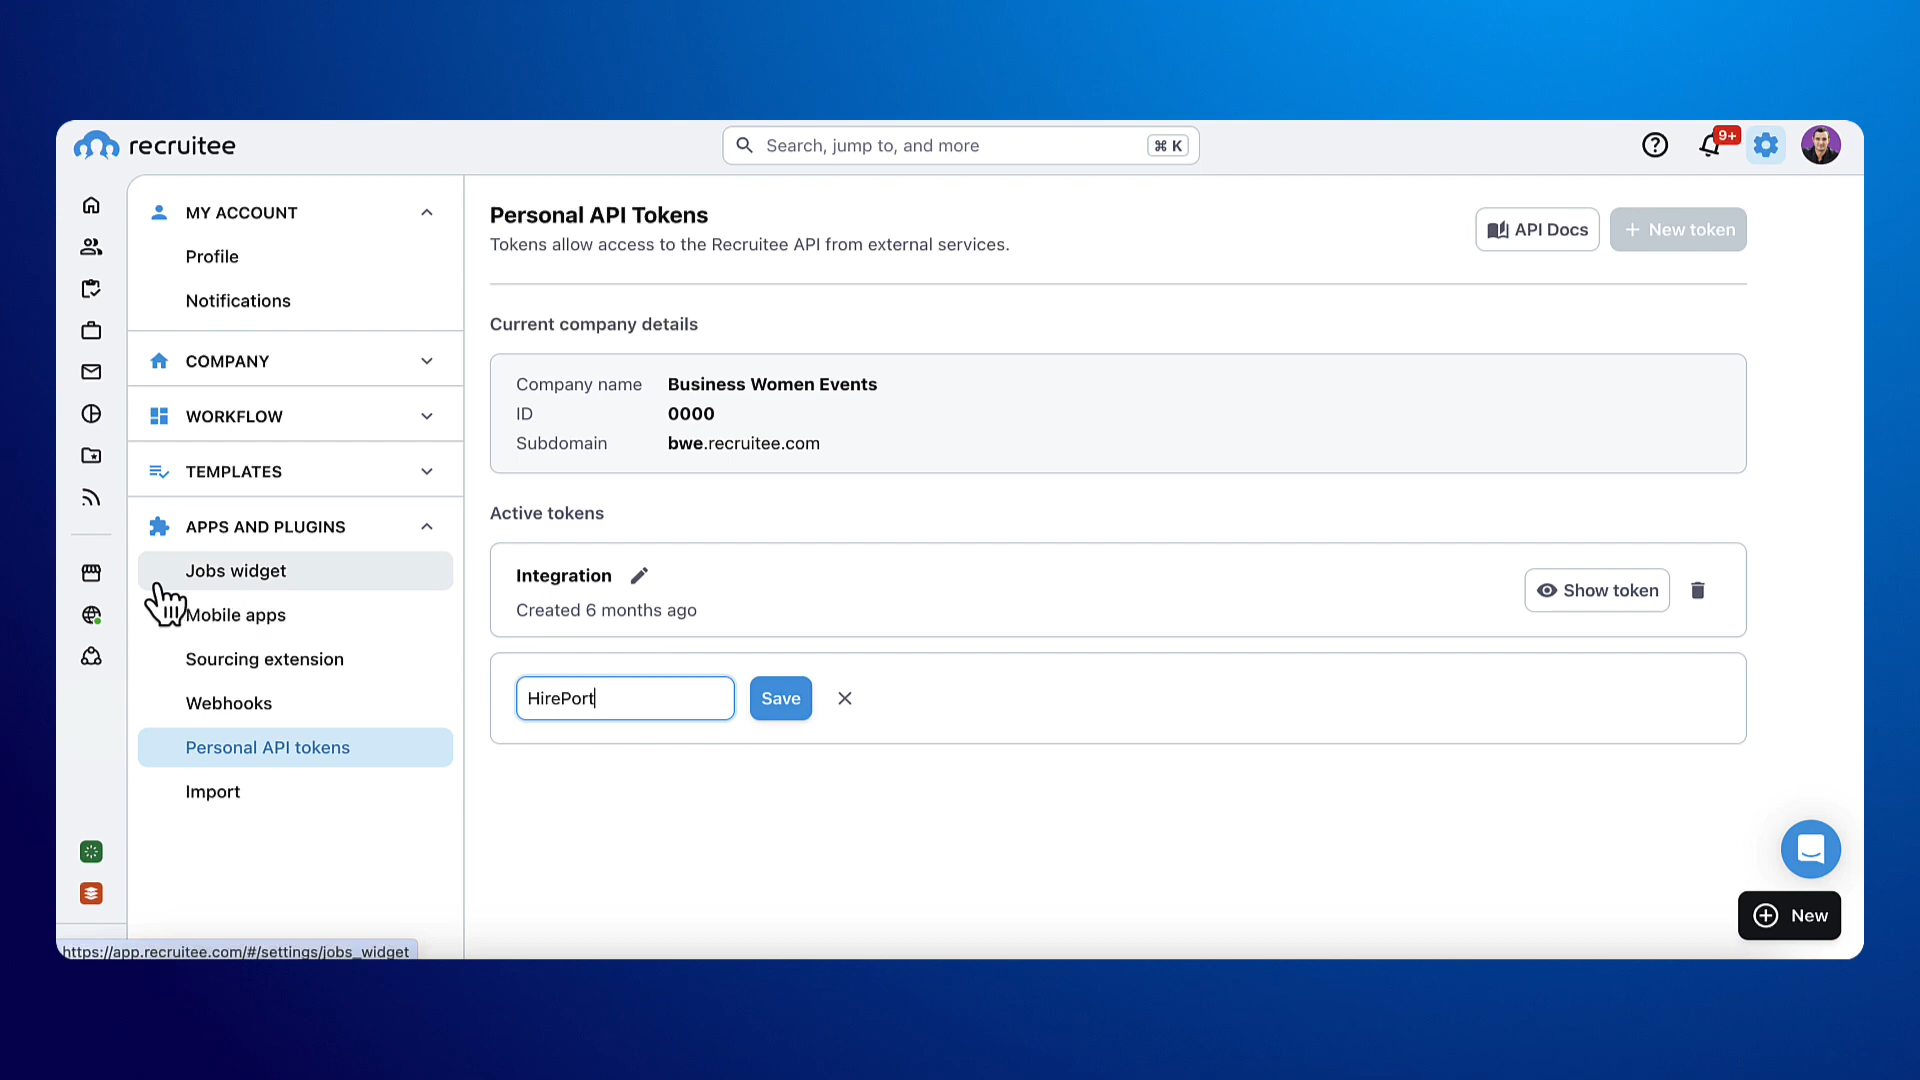 recruitee
Search, jump to, and more
⌘ K
9+
MY ACCOUNT
Profile
Notifications
COMPANY
WORKFLOW
TEMPLATES
APPS AND PLUGINS
Jobs widget
Mobile apps
Sourcing extension
Webhooks
Personal API tokens
Import
https://app.recruitee.com/#/settings/jobs_widget
Personal API Tokens
Tokens allow access to the Recruitee API from external services.
API Docs
+ New token
Current company details
Company name Business Women Events
ID 0000
Subdomain bwe.recruitee.com
Active tokens
Integration
Created 6 months ago
Show token
HirePort
Save
New